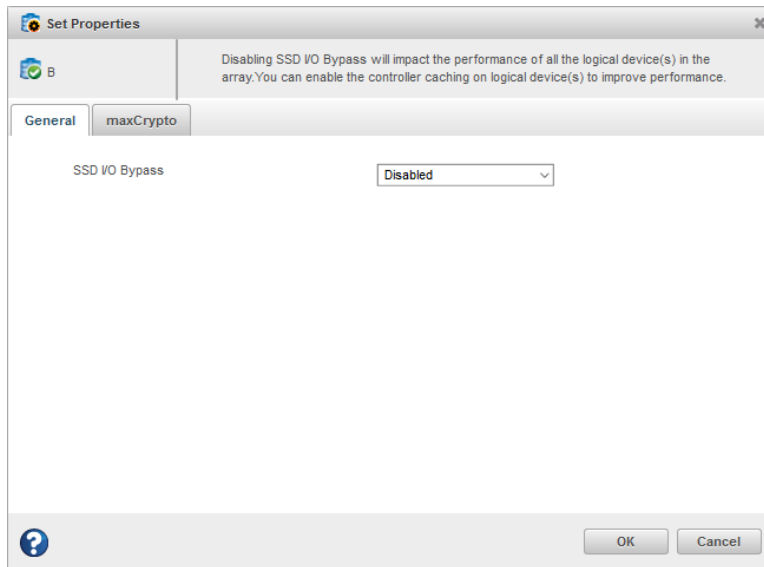 Set Properties
B
Disabling SSD I/O Bypass will impact the performance of all the logical device(s) in the
array.You can enable the controller caching on logical device(s) to improve performance.
General
maxCrypto
SSD I/O Bypass
Disabled
?
OK
Cancel